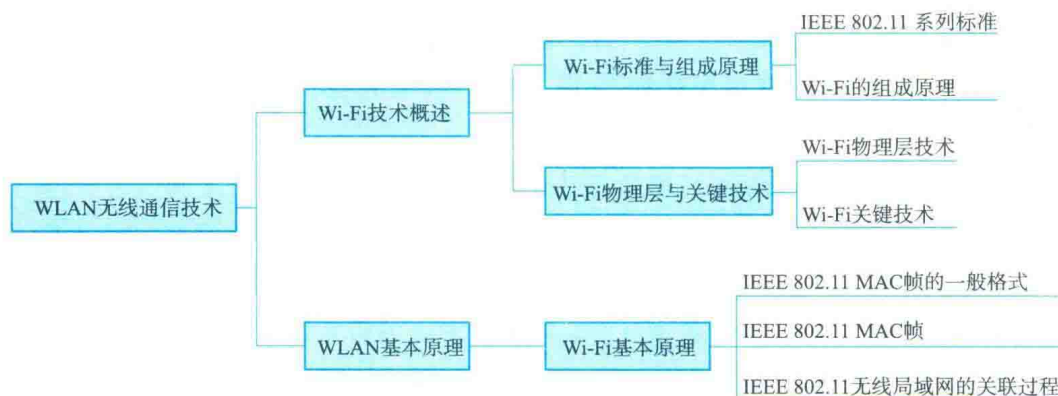 IEEE 802.11 系列标准
Wi-Fi标准与组成原理
Wi-Fi的组成原理
Wi-Fi技术概述
Wi-Fi物理层技术
Wi-Fi物理层与关键技术
Wi-Fi关键技术
WLAN无线通信技术
IEEE 802.11 MAC帧的一般格式
WLAN基本原理
Wi-Fi基本原理
IEEE 802.11 MAC帧
IEEE 802.11无线局域网的关联过程